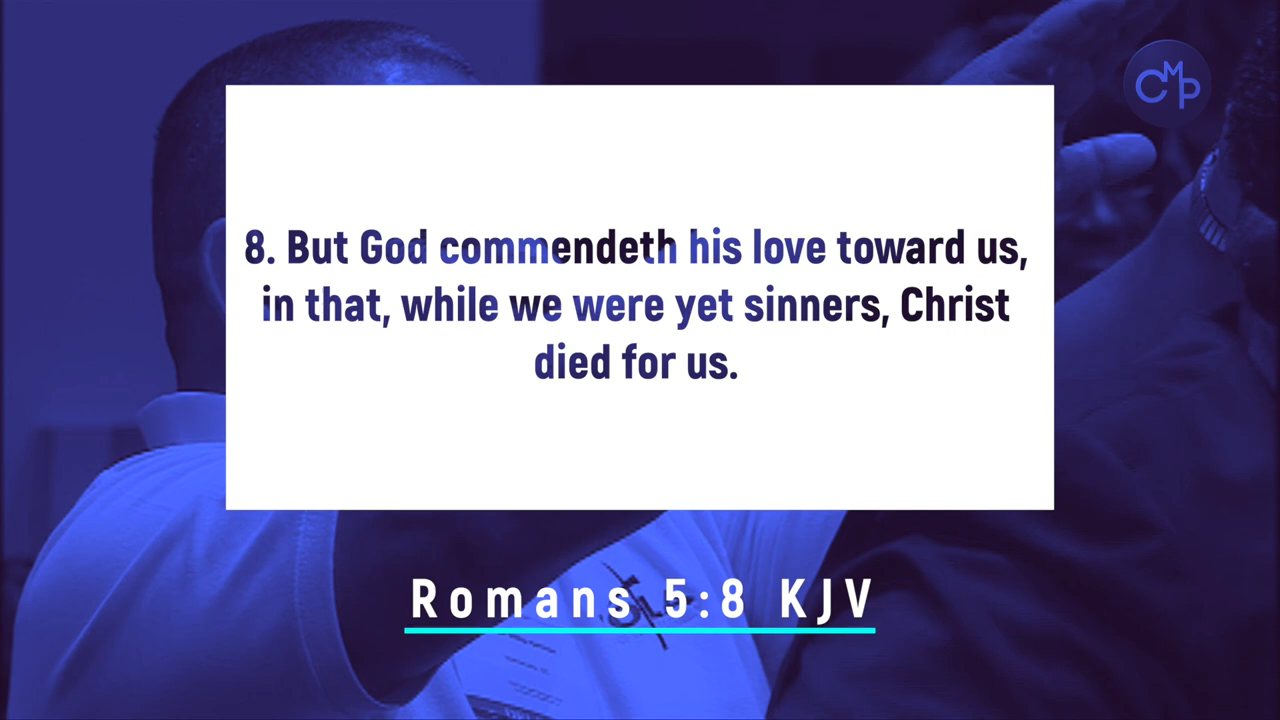 CMP
8. But God commendeth his love toward us,
in that, while we were yet sinners, Christ
died for us.
Romans 5:8 KJV